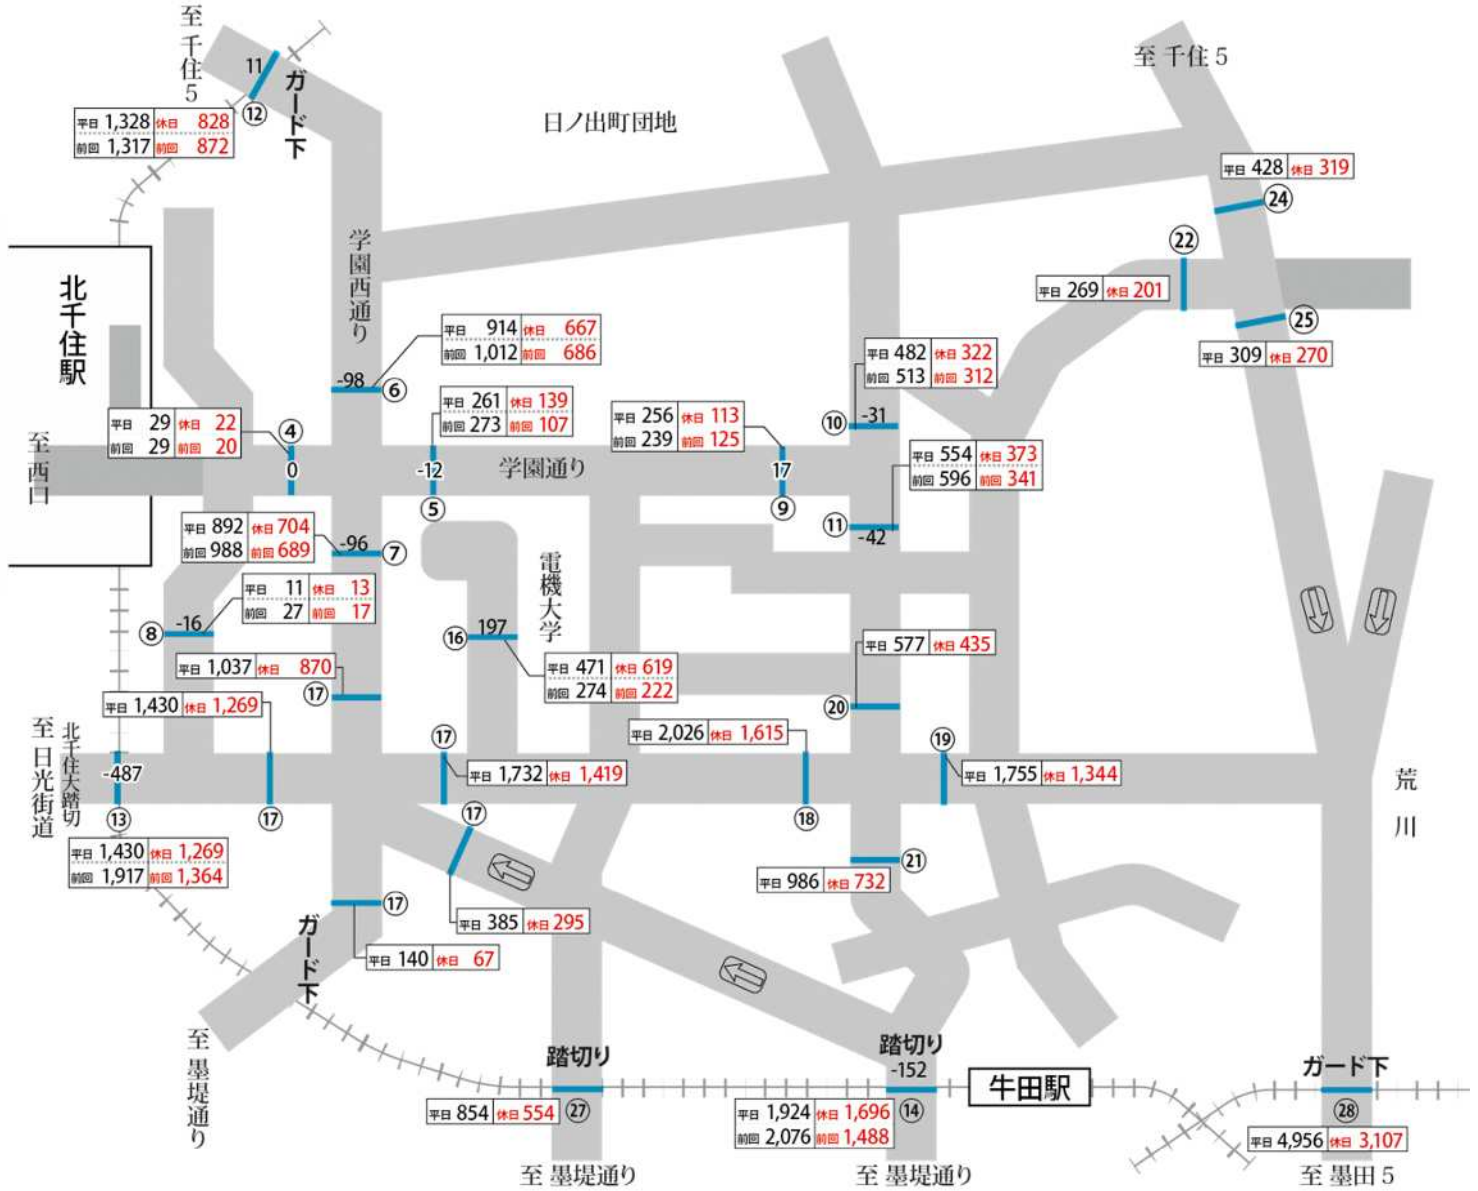 至 千住5
11
ガード下
⑫
平日 1,328 休日 828
前回 1,317 前回 872
日ノ出町団地
至 千住5
平日 428 休日 319
㉔
㉒
平日 269 休日 201
㉕
平日 309 休日 270
北千住駅
学園西通り
平日 914 休日 667
前回 1,012 前回 686
-98
⑥
平日 482 休日 322
前回 513 前回 312
⑩
-31
平日 261 休日 139
前回 273 前回 107
平日 256 休日 113
前回 239 前回 125
平日 29 休日 22
前回 29 前回 20
④
0
至 西口
-12
⑤
学園通り
17
⑨
平日 554 休日 373
前回 596 前回 341
⑪
-42
平日 892 休日 704
前回 988 前回 689
-96
⑦
電機大学
平日 11 休日 13
前回 27 前回 17
⑧
-16
⑯
197
平日 471 休日 619
前回 274 前回 222
平日 577 休日 435
⑳
平日 1,037 休日 870
⑰
平日 1,430 休日 1,269
⑰
至 日光街道
北千住大踏切
-487
⑬
平日 1,430 休日 1,269
前回 1,917 前回 1,364
⑰
平日 1,732 休日 1,419
平日 2,026 休日 1,615
⑱
⑲
平日 1,755 休日 1,344
荒川
⑰
平日 385 休日 295
㉑
平日 986 休日 732
⑰
平日 140 休日 67
ガード下
至 墨堤通り
踏切り
平日 854 休日 554
㉗
至 墨堤通り
踏切り
-152
平日 1,924 休日 1,696
前回 2,076 前回 1,488
⑭
至 墨堤通り
牛田駅
ガード下
㉘
平日 4,956 休日 3,107
至 墨田5